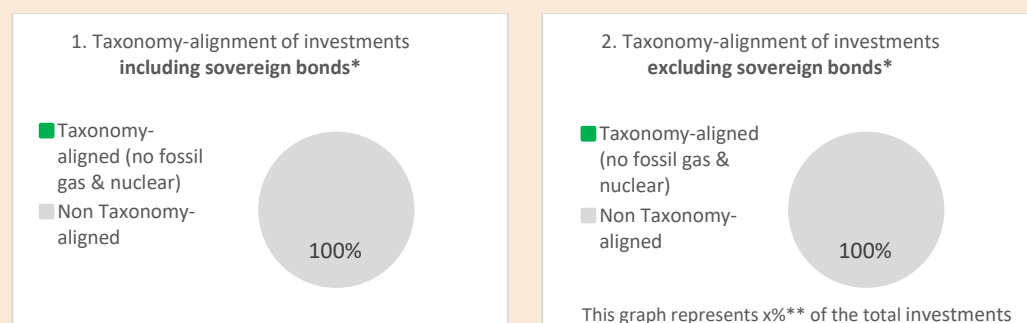 1. Taxonomy-alignment of investments
including sovereign bonds*
Taxonomy-
aligned (no fossil
gas & nuclear)
Non Taxonomy-
aligned
100%
2. Taxonomy-alignment of investments
excluding sovereign bonds*
Taxonomy-aligned
(no fossil gas &
nuclear)
Non Taxonomy-
aligned
100%
This graph represents x%** of the total investments